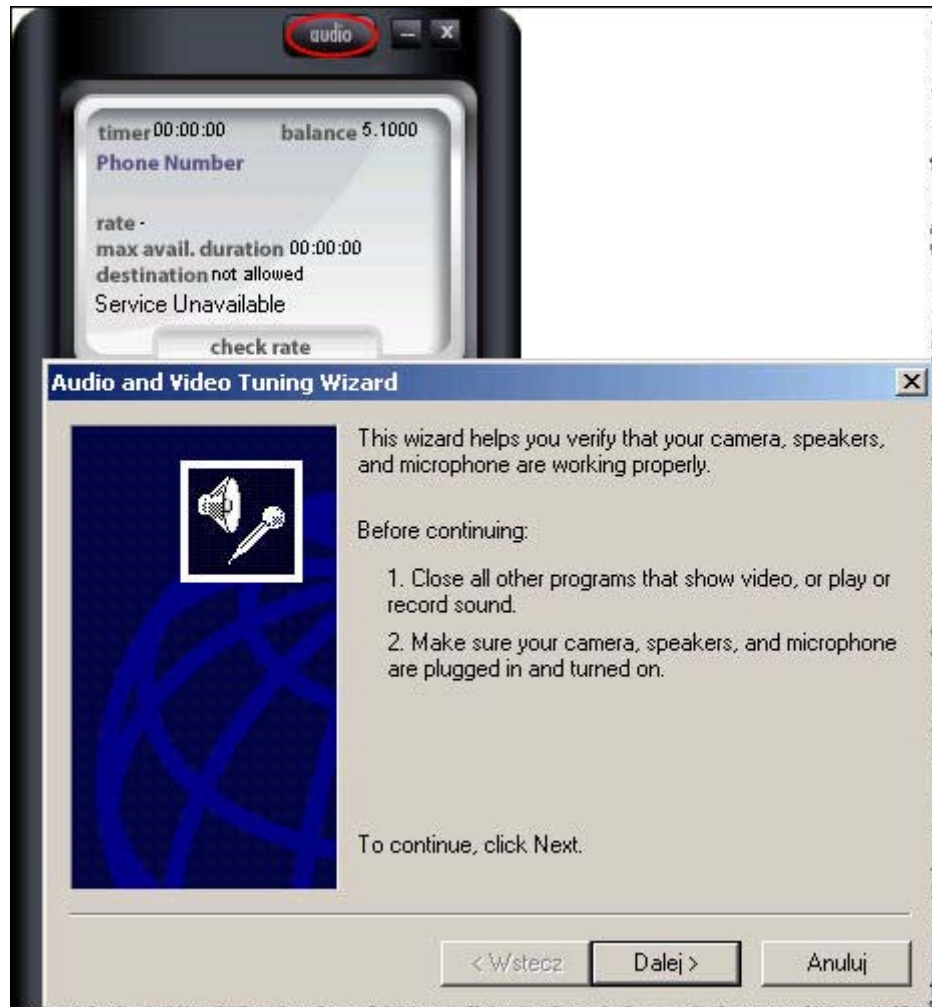 audio
timer 00:00:00 balance 5.1000
Phone Number
rate -
max avail. duration 00:00:00
destination not allowed
Service Unavailable
check rate
Audio and Video Tuning Wizard
This wizard helps you verify that your camera, speakers,
and microphone are working properly.
Before continuing:
1. Close all other programs that show video, or play or
record sound.
2. Make sure your camera, speakers, and microphone
are plugged in and turned on.
To continue, click Next.
< Wstecz Dalej > Anuluj